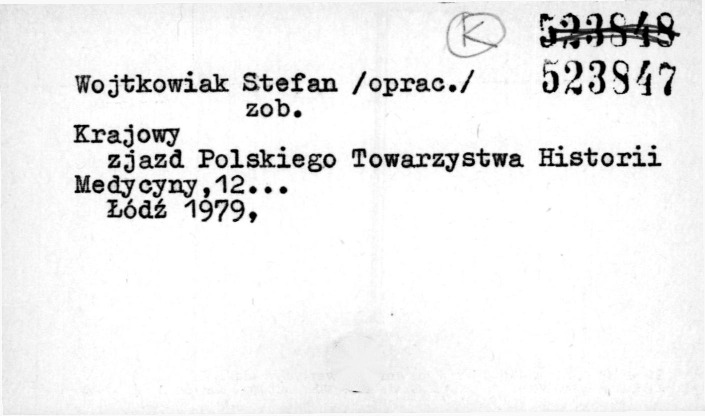 K
523848
523847
Wojtkowiak Stefan /oprac./
zob.
Krajowy
zjazd Polskiego Towarzystwa Historii
Medycyny,12...
Łódź 1979,